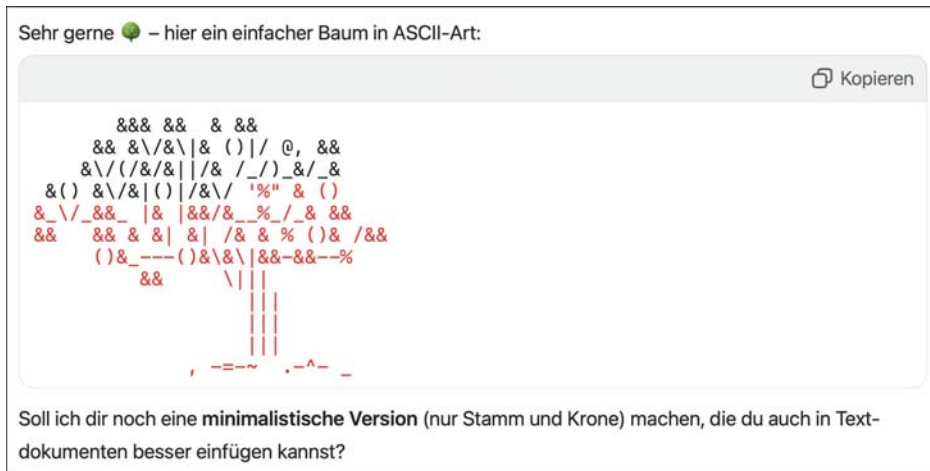 Sehr gerne 🌳 – hier ein einfacher Baum in ASCII-Art:
Kopieren
       &&& &&  & &&
     && &\/&\|& ()|/ @, &&
    &\/(/&/&||/& /_/)_&/_&
 &() &\/&|()|/&\/ '%" & ()
&_\/_&&_ |& |&&/&__%_/_& &&
&&   && & &| &| /& & % ()& /&&
     ()&_---()&\&\|&&-&&--%
         &&     \|||
                  |||
                  |||
                  |||
             , -=-~  .-^- _
Soll ich dir noch eine minimalistische Version (nur Stamm und Krone) machen, die du auch in Text-
dokumenten besser einfügen kannst?